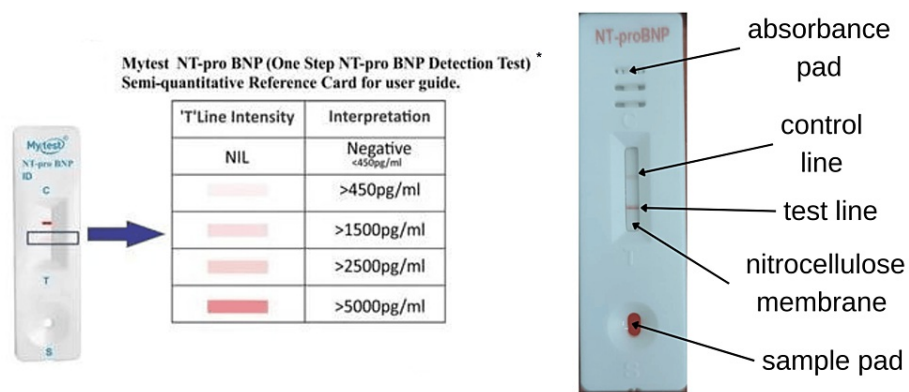 Mytest NT-pro BNP (One Step NT-pro BNP Detection Test) *
Semi-quantitative Reference Card for user guide.
'T'Line Intensity Interpretation
NIL Negative
<450pg/ml
>450pg/ml
>1500pg/ml
>2500pg/ml
>5000pg/ml
Mytest
NT-pro BNP
ID
C
T
S
NT-proBNP
C
T
S
absorbance
pad
control
line
test line
nitrocellulose
membrane
sample pad